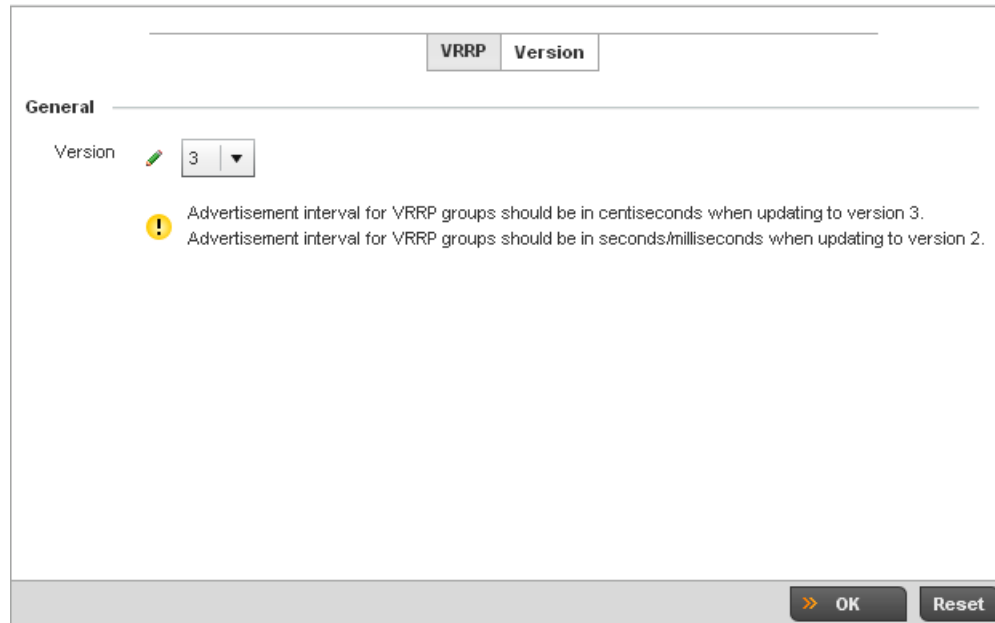 VRRP Version
General
Version 3
Advertisement interval for VRRP groups should be in centiseconds when updating to version 3.
Advertisement interval for VRRP groups should be in seconds/milliseconds when updating to version 2.
OK Reset